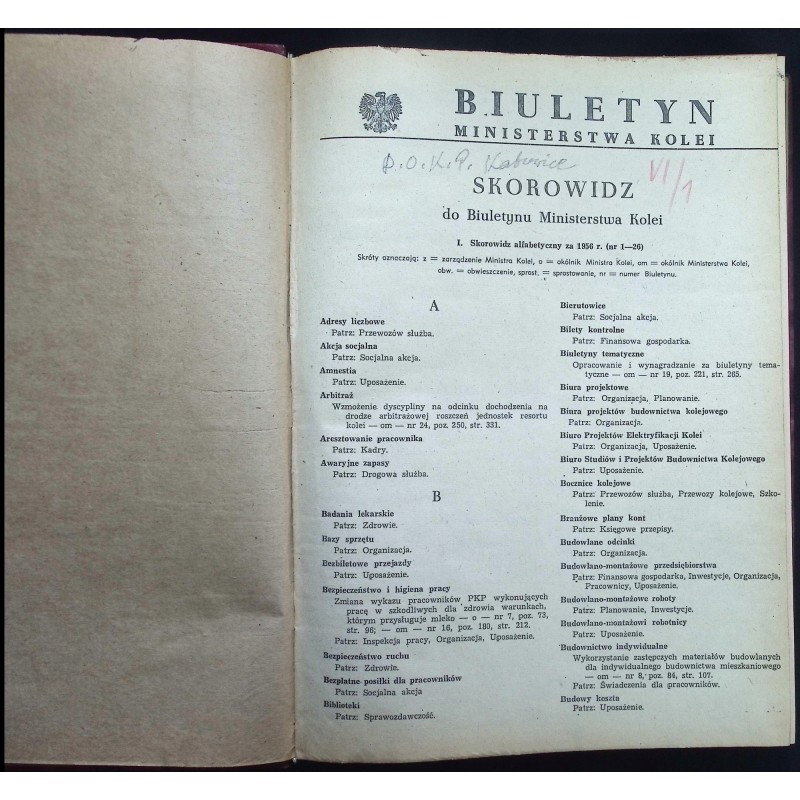 BIULETYN
MINISTERSTWA KOLEI
D.O.K.P. Katowice
VI/1
SKOROWIDZ
do Biuletynu Ministerstwa Kolei
I. Skorowidz alfabetyczny za 1956 r. (nr 1—26)
Skróty oznaczają: z = zarządzenie Ministra Kolei, o = okólnik Ministra Kolei, om = okólnik Ministerstwa Kolei,
obw. = obwieszczenie, sprost. = sprostowanie, nr = numer Biuletynu.
A
Adresy liczbowe
Patrz: Przewozów służba.
Akcja socjalna
Patrz: Socjalna akcja.
Amnestia
Patrz: Uposażenie.
Arbitraż
Wzmożenie dyscypliny na odcinku dochodzenia na
drodze arbitrażowej roszczeń jednostek resortu
kolei — om — nr 24, poz. 250, str. 331.
Aresztowanie pracownika
Patrz: Kadry.
Awaryjne zapasy
Patrz: Drogowa służba.
B
Badania lekarskie
Patrz: Zdrowie.
Bazy sprzętu
Patrz: Organizacja.
Bezbiletowe przejazdy
Patrz: Uposażenie.
Bezpieczeństwo i higiena pracy
Zmiana wykazu pracowników PKP wykonujących
pracę w szkodliwych dla zdrowia warunkach,
którym przysługuje mleko — o — nr 7, poz. 73,
str. 96; — om — nr 16, poz. 180, str. 212.
Patrz: Inspekcja pracy, Organizacja, Uposażenie.
Bezpieczeństwo ruchu
Patrz: Zdrowie.
Bezpłatne posiłki dla pracowników
Patrz: Socjalna akcja
Biblioteki
Patrz: Sprawozdawczość.
Bierutowice
Patrz: Socjalna akcja.
Bilety kontrolne
Patrz: Finansowa gospodarka.
Biuletyny tematyczne
Opracowanie i wynagradzanie za biuletyny tema-
tyczne — om — nr 19, poz. 221, str. 265.
Biura projektowe
Patrz: Organizacja, Planowanie.
Biura projektów budownictwa kolejowego
Patrz: Organizacja.
Biuro Projektów Elektryfikacji Kolei
Patrz: Organizacja, Uposażenie.
Biuro Studiów i Projektów Budownictwa Kolejowego
Patrz: Uposażenie.
Bocznice kolejowe
Patrz: Przewozów służba, Przewozy kolejowe, Szko-
lenie.
Branżowe plany kont
Patrz: Księgowe przepisy.
Budowlane odcinki
Patrz: Organizacja.
Budowlano-montażowe przedsiębiorstwa
Patrz: Finansowa gospodarka, Inwestycje, Organizacja,
Pracownicy, Uposażenie.
Budowlano-montażowe roboty
Patrz: Planowanie, Inwestycje.
Budowlano-montażowi robotnicy
Patrz: Uposażenie.
Budownictwo indywidualne
Wykorzystanie zastępczych materiałów budowlanych
dla indywidualnego budownictwa mieszkaniowego
— om — nr 8, poz. 84, str. 107.
Patrz: Świadczenia dla pracowników.
Budowy koszta
Patrz: Uposażenie.